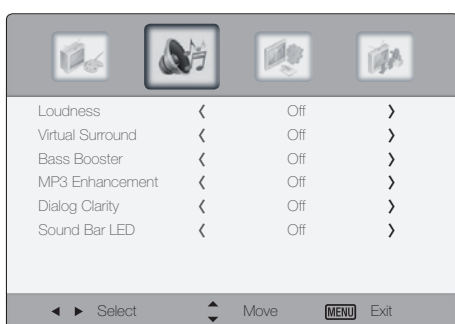 Loudness Off
Virtual Surround Off
Bass Booster Off
MP3 Enhancement Off
Dialog Clarity Off
Sound Bar LED Off
Select Move MENU Exit